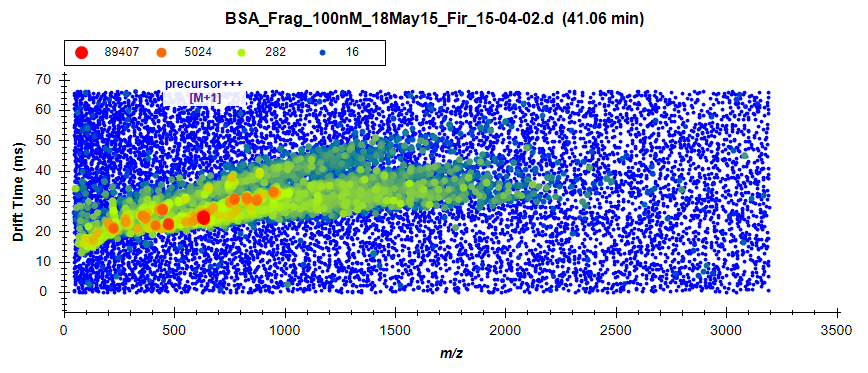 BSA_Frag_100nM_18May15_Fir_15-04-02.d (41.06 min)
89407 5024 282 16
precursor+++
[M+1]
Drift Time (ms)
70
60
50
40
30
20
10
0
0 500 1000 1500 2000 2500 3000 3500
m/z